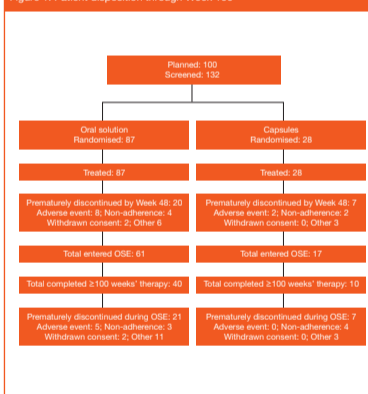 Patient disposition through Week
Planned: 100
Screened: 132
Oral solution
Randomised: 87
Treated: 87
Prematurely discontinued by Week 48: 20
Adverse event: 8; Non-adherence: 4
Withdrawn consent: 2; Other 6
Total entered OSE: 61
Total completed ≥100 weeks' therapy: 40
Prematurely discontinued during OSE: 21
Adverse event: 5; Non-adherence: 3
Withdrawn consent: 2; Other 11
Capsules
Randomised: 28
Treated: 28
Prematurely discontinued by Week 48: 7
Adverse event: 2; Non-adherence: 2
Withdrawn consent: 0; Other 3
Total entered OSE: 17
Total completed ≥100 weeks' therapy: 10
Prematurely discontinued during OSE: 7
Adverse event: 0; Non-adherence: 4
Withdrawn consent: 0; Other 3